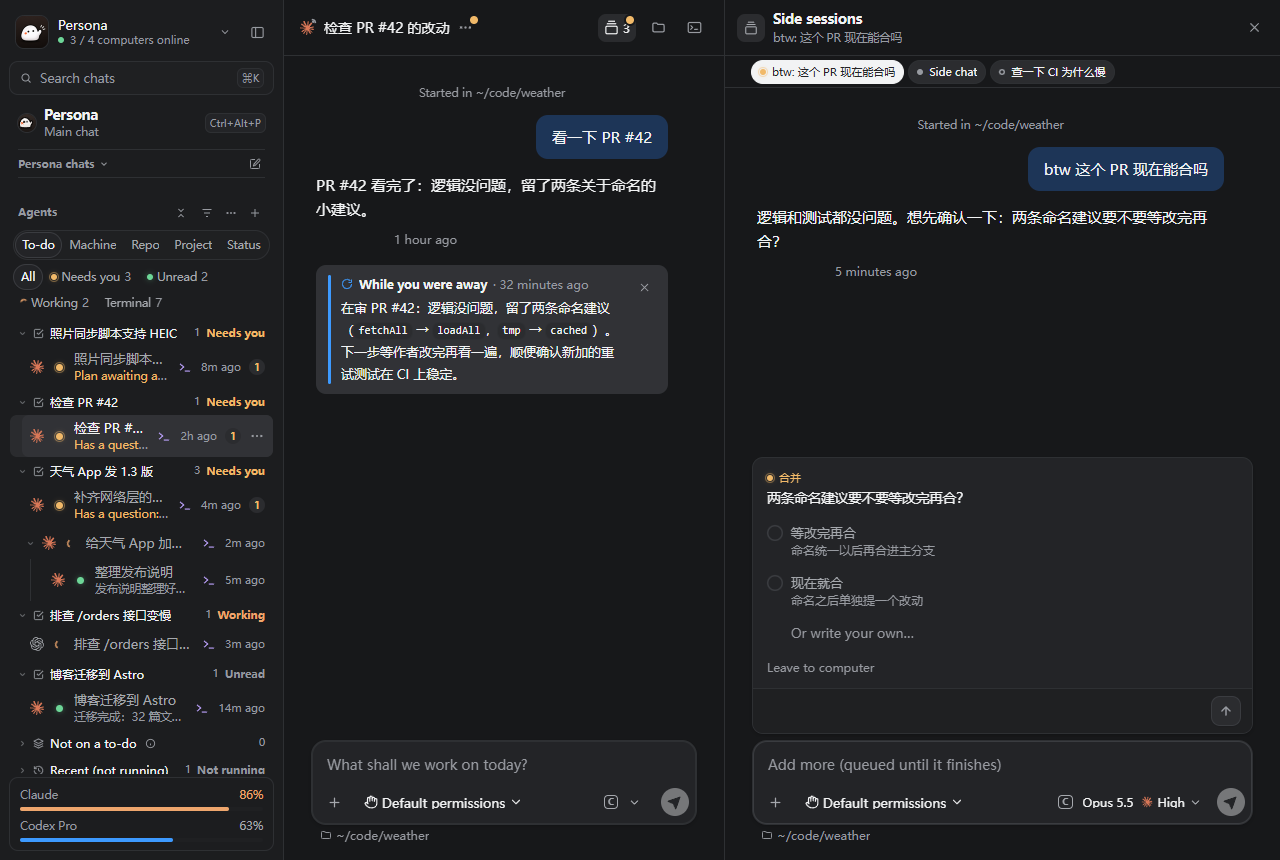 Persona
3 / 4 computers online
Search chats
⌘K
Persona
Main chat
Ctrl+Alt+P
Persona chats
Agents
To-do
Machine
Repo
Project
Status
All
Needs you 3
Unread 2
Working 2
Terminal 7
照片同步脚本支持 HEIC
1 Needs you
照片同步脚本...
8m ago
1
Plan awaiting a...
检查 PR #42
1 Needs you
检查 PR #...
2h ago
1
Has a quest...
天气 App 发 1.3 版
3 Needs you
补齐网络层的...
4m ago
1
Has a question:...
给天气 App 加...
2m ago
整理发布说明
5m ago
发布说明整理好...
排查 /orders 接口变慢
1 Working
排查 /orders 接口...
3m ago
博客迁移到 Astro
1 Unread
博客迁移到 Astro
14m ago
迁移完成：32 篇文...
Not on a to-do
0
Recent (not running)
1 Not running
Claude
86%
Codex Pro
63%
检查 PR #42 的改动
3
Started in ~/code/weather
看一下 PR #42
PR #42 看完了：逻辑没问题，留了两条关于命名的
小建议。
1 hour ago
While you were away · 32 minutes ago
在审 PR #42：逻辑没问题，留了两条命名建议
（fetchAll → loadAll，tmp → cached）。
下一步等作者改完再看一遍，顺便确认新加的重
试测试在 CI 上稳定。
What shall we work on today?
Default permissions
C
~/code/weather
Side sessions
btw: 这个 PR 现在能合吗
btw: 这个 PR 现在能合吗
Side chat
查一下 CI 为什么慢
Started in ~/code/weather
btw 这个 PR 现在能合吗
逻辑和测试都没问题。想先确认一下：两条命名建议要不要等改完再
合？
5 minutes ago
合并
两条命名建议要不要等改完再合？
等改完再合
命名统一以后再合进主分支
现在就合
命名之后单独提一个改动
Or write your own...
Leave to computer
Add more (queued until it finishes)
Default permissions
C
Opus 5.5
High
~/code/weather